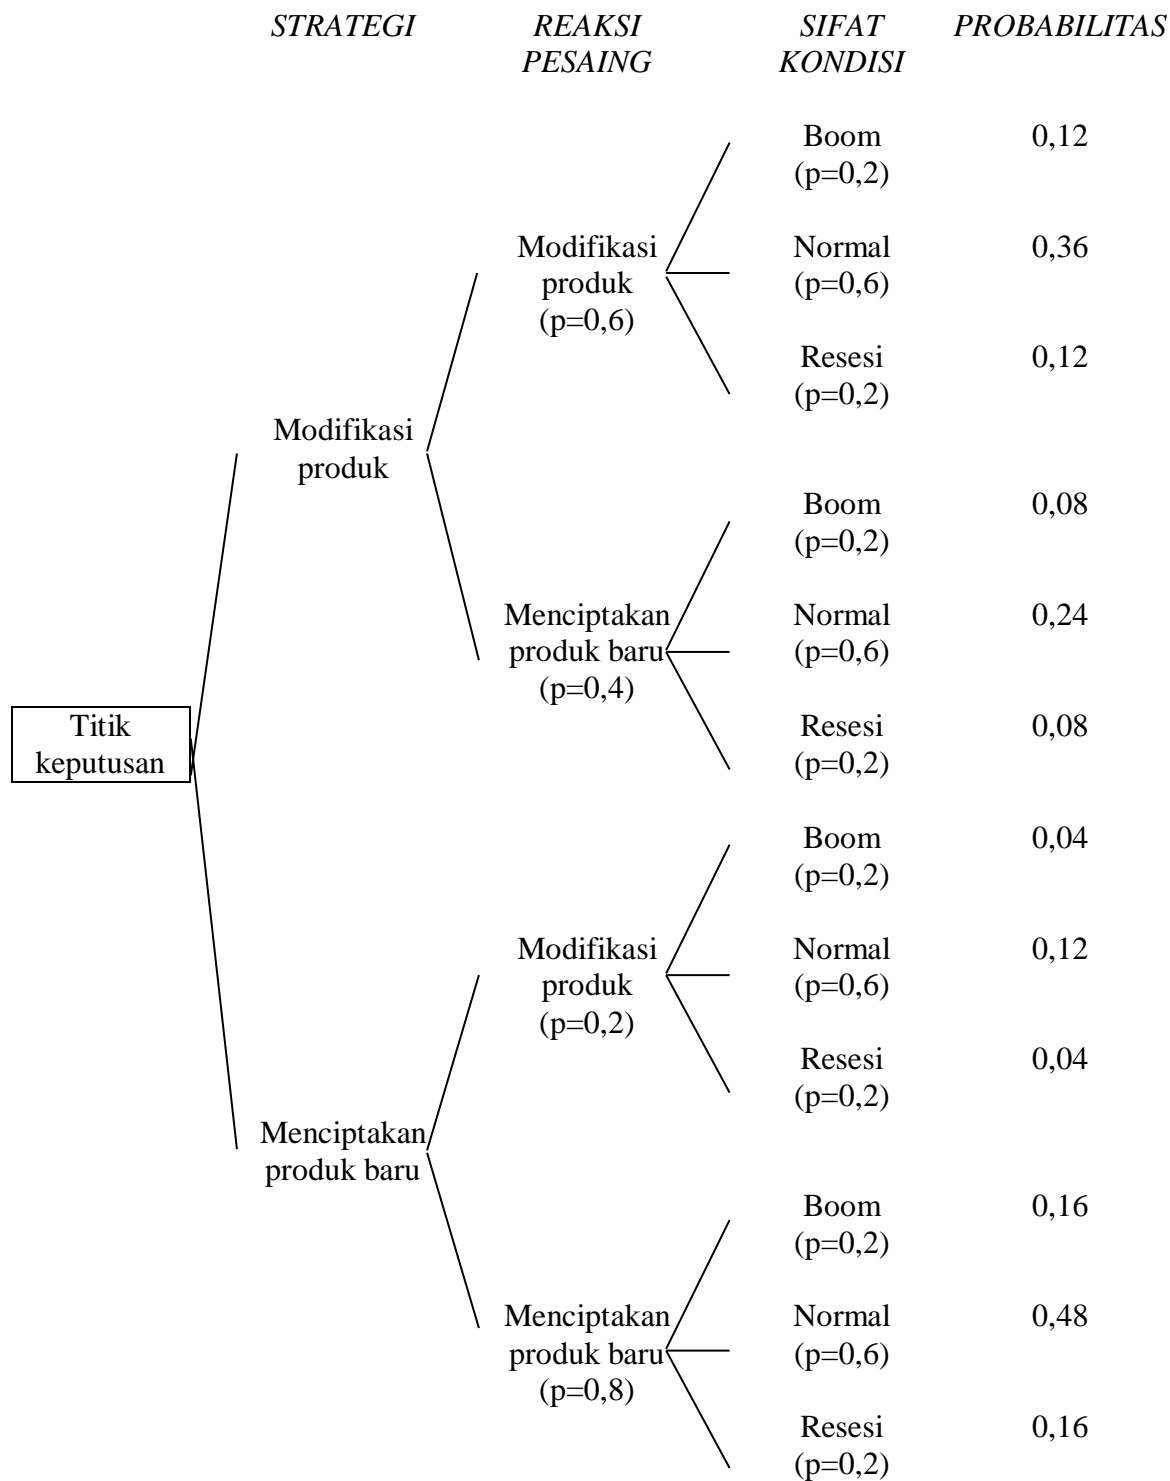 STRATEGI REAKSI SIFAT PROBABILITAS
PESAING KONDISI
Boom 0,12
(p=0,2)
Modifikasi Normal 0,36
produk (p=0,6)
(p=0,6)
Resesi 0,12
(p=0,2)
Modifikasi
produk
Boom 0,08
(p=0,2)
Menciptakan Normal 0,24
produk baru (p=0,6)
(p=0,4)
Titik Resesi 0,08
keputusan (p=0,2)
Boom 0,04
(p=0,2)
Modifikasi Normal 0,12
produk (p=0,6)
(p=0,2)
Resesi 0,04
(p=0,2)
Menciptakan
produk baru
Boom 0,16
(p=0,2)
Menciptakan Normal 0,48
produk baru (p=0,6)
(p=0,8)
Resesi 0,16
(p=0,2)